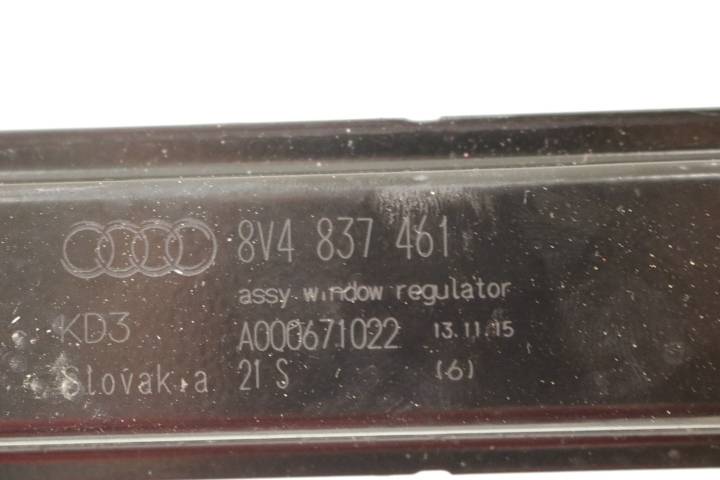 8V4 837 461
assy window regulator
KD3 A000671022 13.11.15
Slovakia 21 S (6)